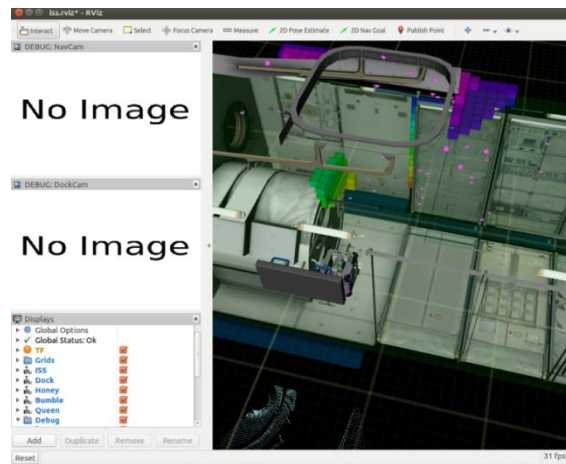 iss.rviz* - RViz
Interact Move Camera Select Focus Camera Measure 2D Pose Estimate 2D Nav Goal Publish Point
DEBUG: NavCam
No Image
DEBUG: DockCam
No Image
Displays
Global Options
Global Status: Ok
TF
Grids
ISS
Dock
Honey
Bumble
Queen
Debug
Add Duplicate Remove Rename
Reset 31 fps